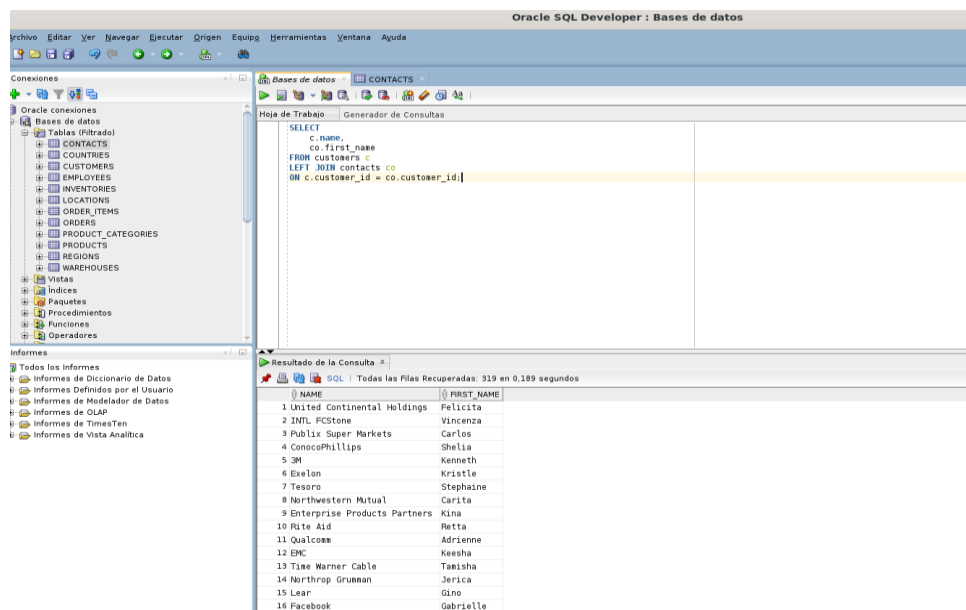 Oracle SQL Developer : Bases de datos
Archivo Editar Ver Navegar Ejecutar Origen Equipo Herramientas Ventana Ayuda
Conexiones
Oracle conexiones
Bases de datos
Tablas (Filtrado)
CONTACTS
COUNTRIES
CUSTOMERS
EMPLOYEES
INVENTORIES
LOCATIONS
ORDER_ITEMS
ORDERS
PRODUCT_CATEGORIES
PRODUCTS
REGIONS
WAREHOUSES
Vistas
Índices
Paquetes
Procedimientos
Funciones
Operadores
Informes
Todos los Informes
Informes de Diccionario de Datos
Informes Definidos por el Usuario
Informes de Modelador de Datos
Informes de OLAP
Informes de TimesTen
Informes de Vista Analítica
Bases de datos CONTACTS
Hoja de Trabajo Generador de Consultas
SELECT
c.name,
co.first_name
FROM customers c
LEFT JOIN contacts co
ON c.customer_id = co.customer_id;
Resultado de la Consulta x
SQL | Todas las Filas Recuperadas: 319 en 0,189 segundos
NAME FIRST_NAME
1 United Continental Holdings Felicita
2 INTL FCStone Vincenza
3 Publix Super Markets Carlos
4 ConocoPhillips Shelia
5 3M Kenneth
6 Exelon Kristle
7 Tesoro Stephaine
8 Northwestern Mutual Carita
9 Enterprise Products Partners Kina
10 Rite Aid Retta
11 Qualcomm Adrienne
12 EMC Keesha
13 Time Warner Cable Tamisha
14 Northrop Grumman Jerica
15 Lear Gino
16 Facebook Gabrielle